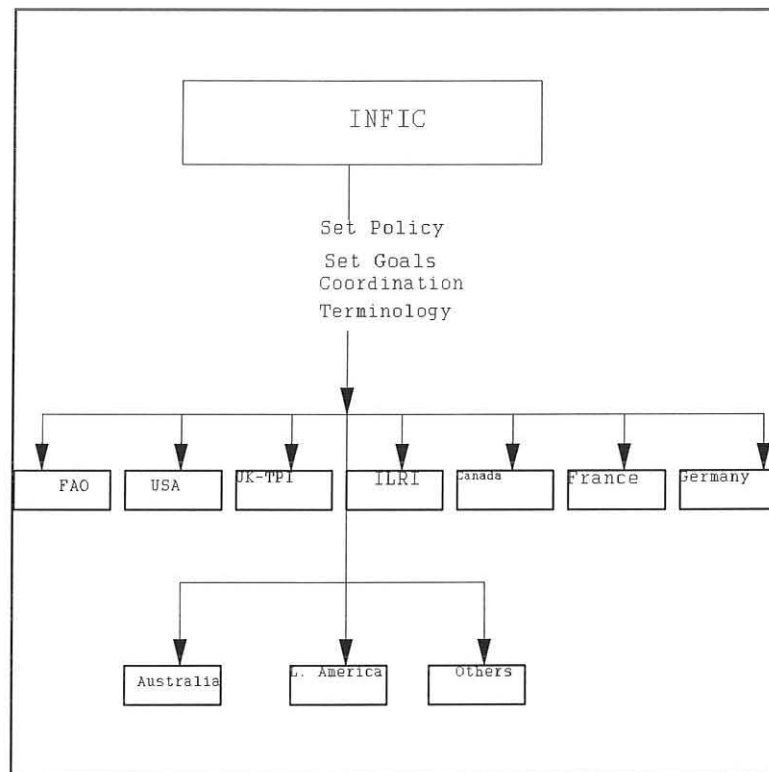 INFIC
Set Policy
Set Goals
Coordination
Terminology
FAO
USA
UK-TPI
ILRI
Canada
France
Germany
Australia
L. America
Others